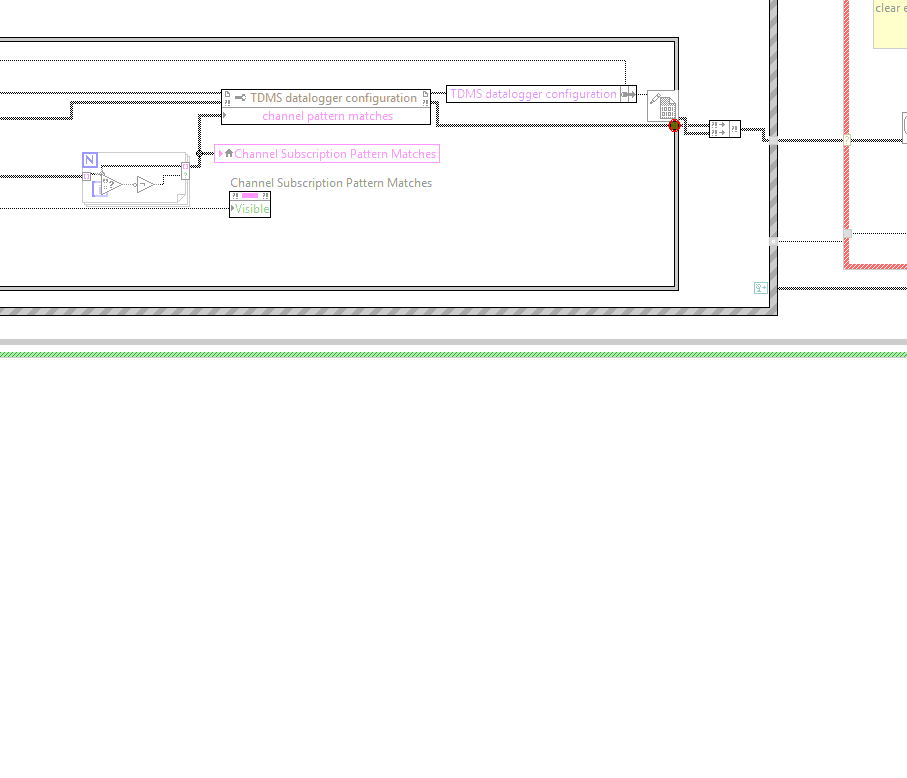 clear e
TDMS datalogger configuration
TDMS datalogger configuration
channel pattern matches
N
Channel Subscription Pattern Matches
Channel Subscription Pattern Matches
Visible